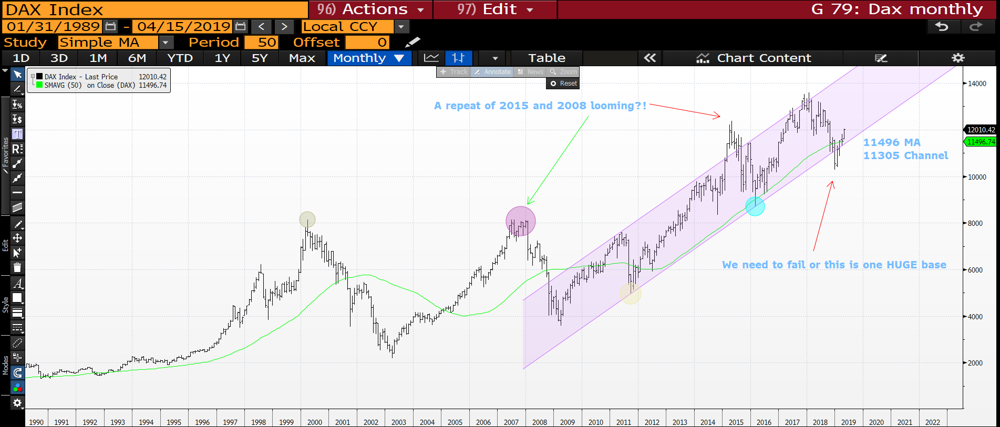 DAX Index
96) Actions
97) Edit
G 79: Dax monthly
01/31/1989 - 04/15/2019 < > Local CCY
Study Simple MA Period 50 Offset 0
1D 3D 1M 6M YTD 1Y 5Y Max Monthly ▼ Table « Chart Content
Track Annotate News Zoom
Reset
DAX Index - Last Price 12010.42
SMAVG (50) on Close (DAX) 11496.74
A repeat of 2015 and 2008 looming?!
11496 MA
11305 Channel
We need to fail or this is one HUGE base
14000
12010.42
11496.74
10000
8000
6000
4000
2000
Favorites
Edit
Style
Modes
%
$
T
R
A
1990 1991 1992 1993 1994 1995 1996 1997 1998 1999 2000 2001 2002 2003 2004 2005 2006 2007 2008 2009 2010 2011 2012 2013 2014 2015 2016 2017 2018 2019 2020 2021 2022